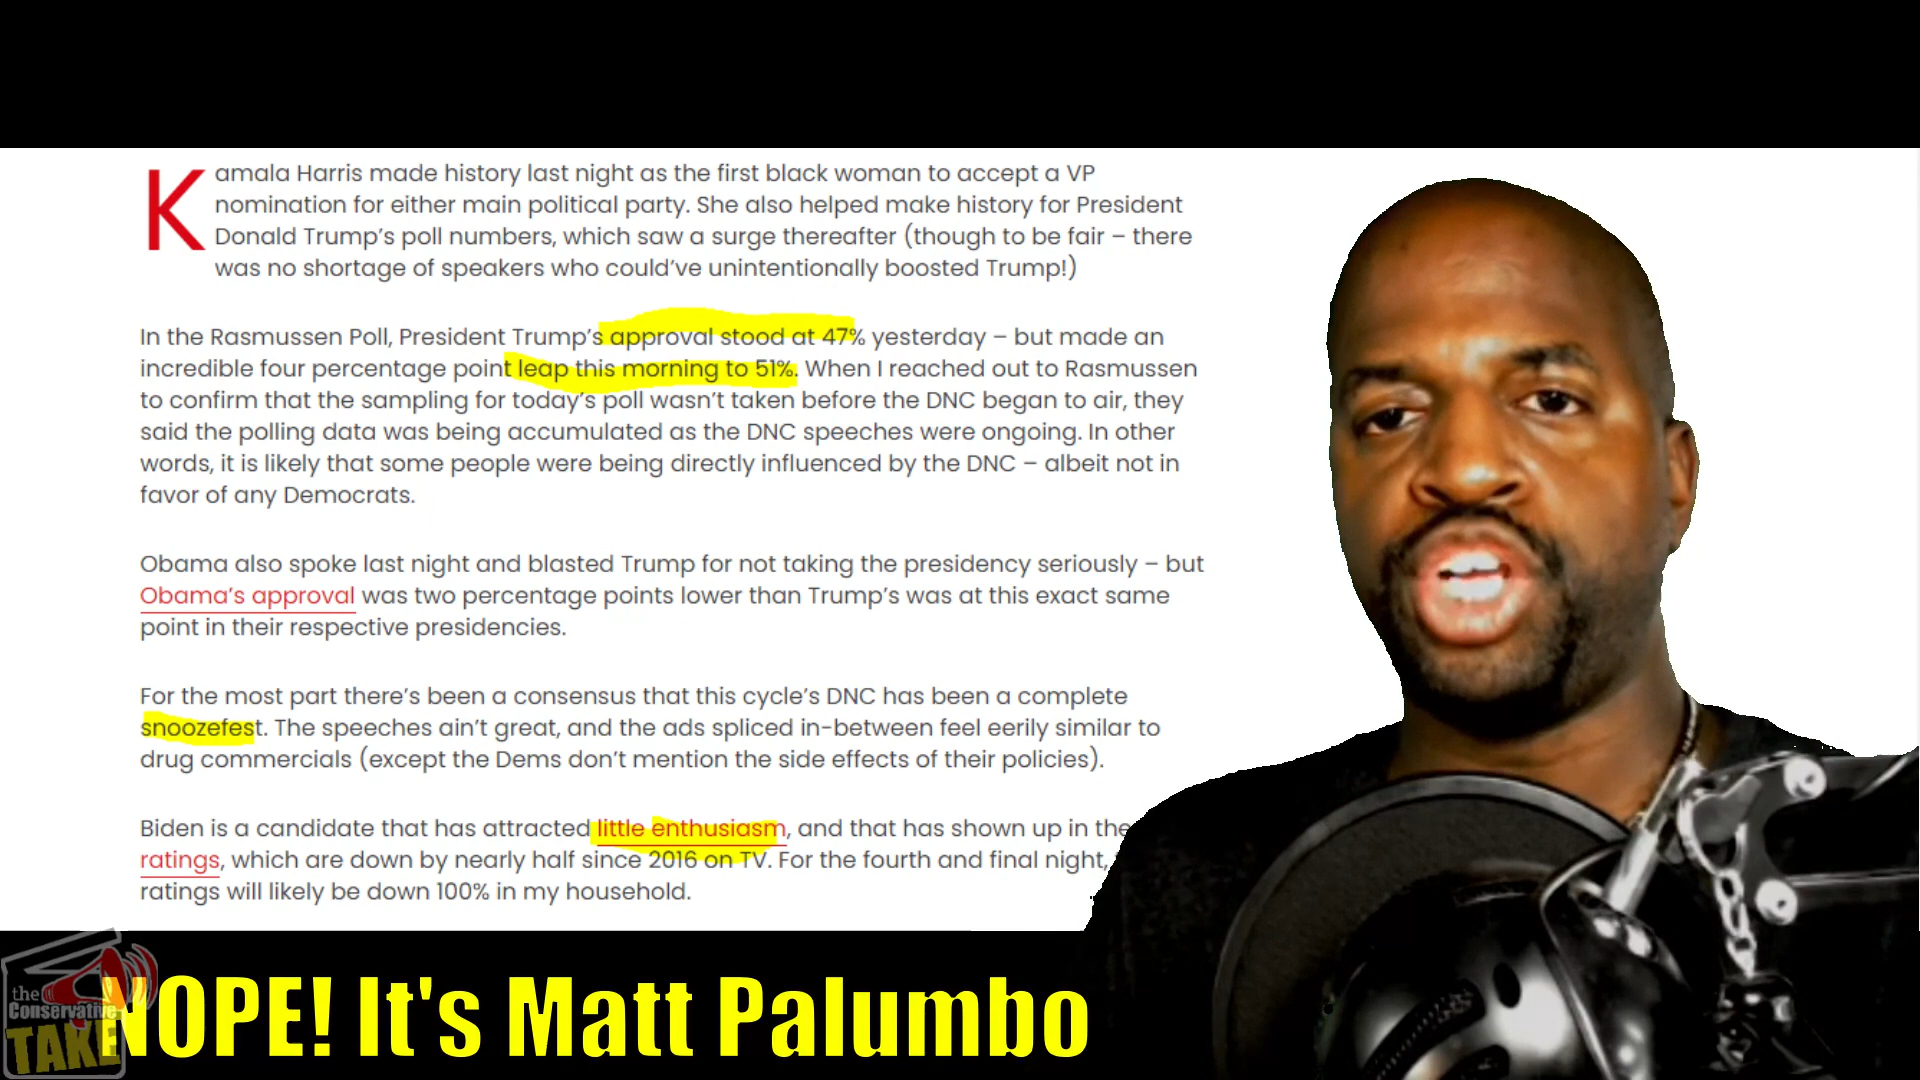 Kamala Harris made history last night as the first black woman to accept a VP
nomination for either main political party. She also helped make history for President
Donald Trump's poll numbers, which saw a surge thereafter (though to be fair – there
was no shortage of speakers who could've unintentionally boosted Trump!)
In the Rasmussen Poll, President Trump's approval stood at 47% yesterday – but made an
incredible four percentage point leap this morning to 51%. When I reached out to Rasmussen
to confirm that the sampling for today's poll wasn't taken before the DNC began to air, they
said the polling data was being accumulated as the DNC speeches were ongoing. In other
words, it is likely that some people were being directly influenced by the DNC – albeit not in
favor of any Democrats.
Obama also spoke last night and blasted Trump for not taking the presidency seriously – but
Obama's approval was two percentage points lower than Trump's was at this exact same
point in their respective presidencies.
For the most part there's been a consensus that this cycle's DNC has been a complete
snoozefest. The speeches ain't great, and the ads spliced in-between feel eerily similar to
drug commercials (except the Dems don't mention the side effects of their policies).
Biden is a candidate that has attracted little enthusiasm, and that has shown up in the
ratings, which are down by nearly half since 2016 on TV. For the fourth and final night,
ratings will likely be down 100% in my household.
NOPE! It's Matt Palumbo
the
Conservative
TAKE